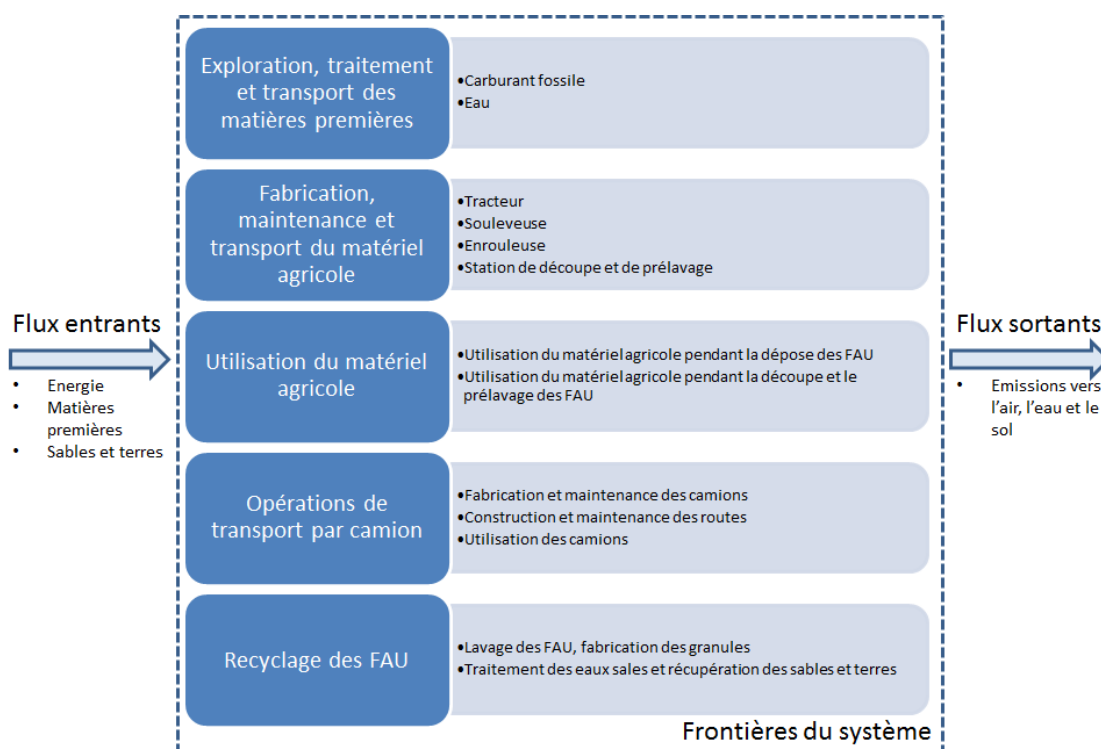 Exploration, traitement
et transport des
matières premières
•Carburant fossile
•Eau
Fabrication,
maintenance et
transport du matériel
agricole
•Tracteur
•Souleveuse
•Enrouleuse
•Station de découpe et de prélavage
Flux entrants
• Energie
• Matières
premières
• Sables et terres
Utilisation du matériel
agricole
•Utilisation du matériel agricole pendant la dépose des FAU
•Utilisation du matériel agricole pendant la découpe et le
prélavage des FAU
Flux sortants
• Emissions vers
l'air, l'eau et le
sol
Opérations de
transport par camion
•Fabrication et maintenance des camions
•Construction et maintenance des routes
•Utilisation des camions
Recyclage des FAU
•Lavage des FAU, fabrication des granules
•Traitement des eaux sales et récupération des sables et terres
Frontières du système